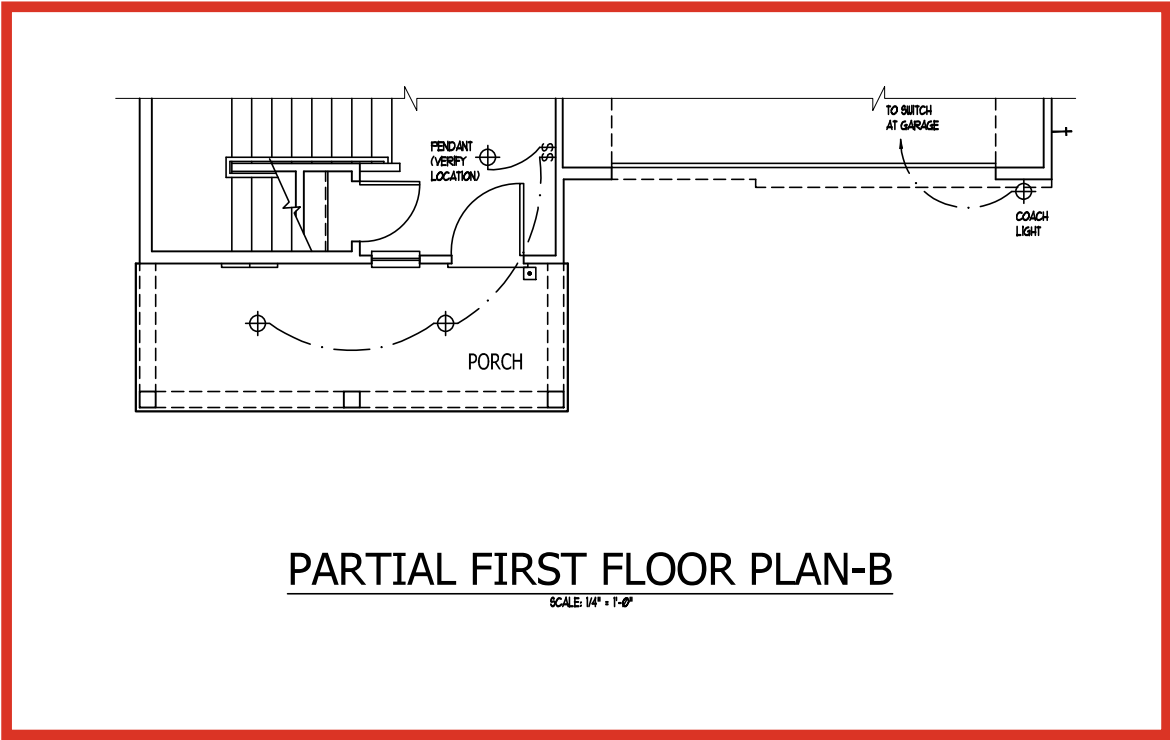 TO SWITCH
AT GARAGE
PENDANT
(VERIFY
LOCATION)
$$
COACH
LIGHT
PORCH
PARTIAL FIRST FLOOR PLAN-B
SCALE: 1/4" = 1'-0"